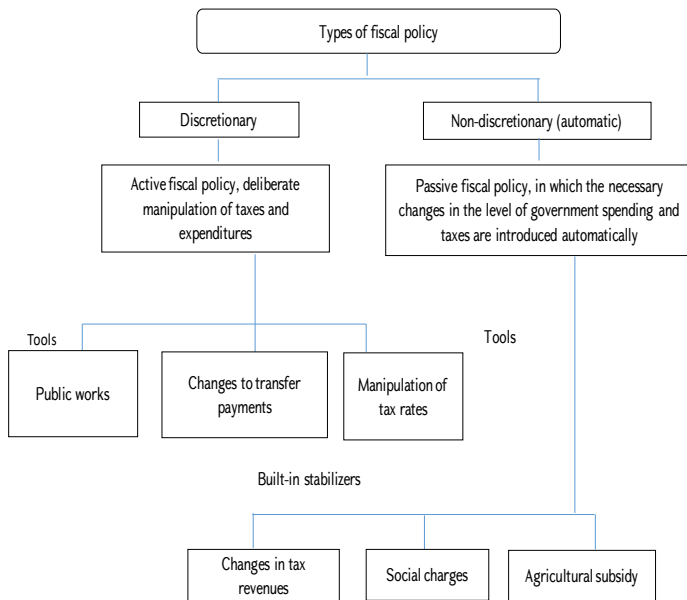 Types of fiscal policy
Discretionary
Non-discretionary (automatic)
Active fiscal policy, deliberate
manipulation of taxes and
expenditures
Passive fiscal policy, in which the necessary
changes in the level of government spending and
taxes are introduced automatically
Tools
Tools
Public works
Changes to transfer
payments
Manipulation of
tax rates
Built-in stabilizers
Changes in tax
revenues
Social charges
Agricultural subsidy